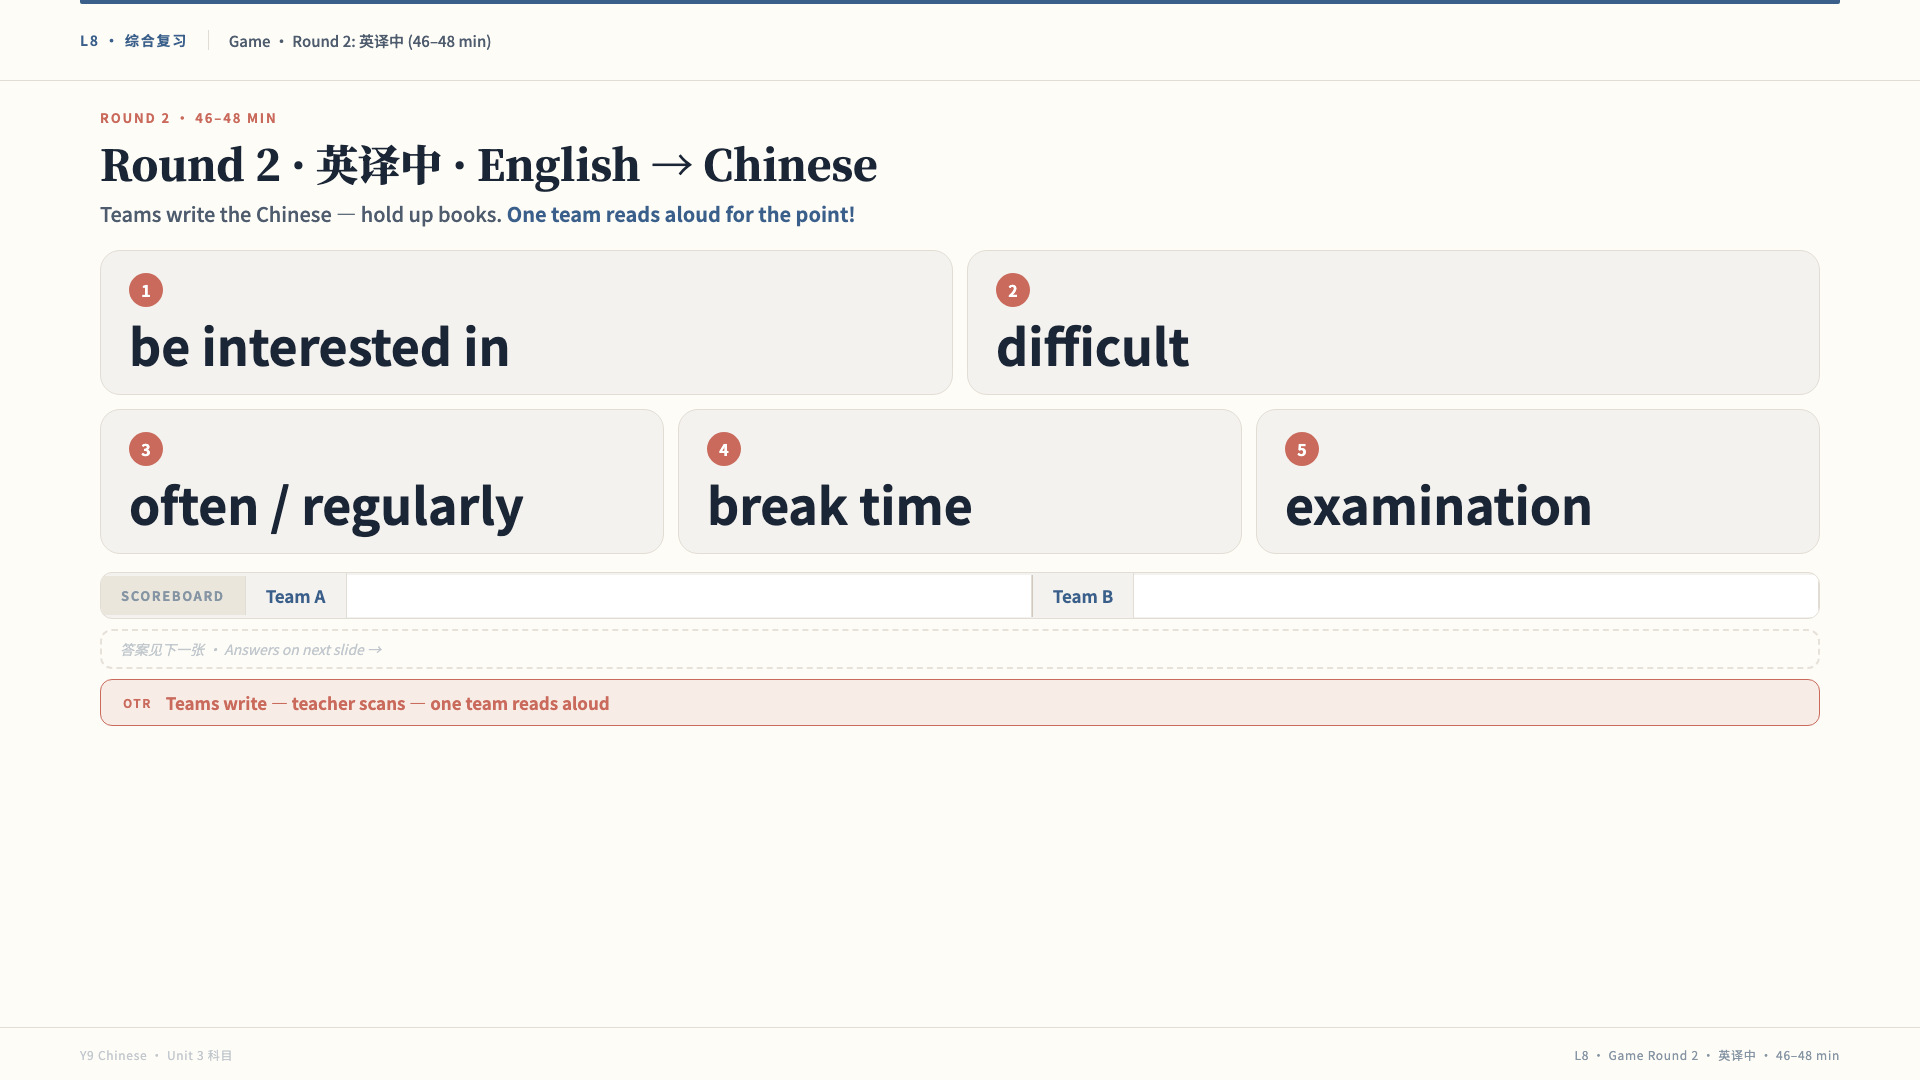 L8 • 综合复习
Game • Round 2: 英译中 (46–48 min)
ROUND 2 • 46–48 MIN
Round 2 · 英译中 · English → Chinese
Teams write the Chinese — hold up books. One team reads aloud for the point!
1
be interested in
2
difficult
3
often / regularly
4
break time
5
examination
SCOREBOARD
Team A
Team B
答案见下一张 • Answers on next slide →
OTR Teams write — teacher scans — one team reads aloud
Y9 Chinese • Unit 3 科目
L8 • Game Round 2 • 英译中 • 46–48 min